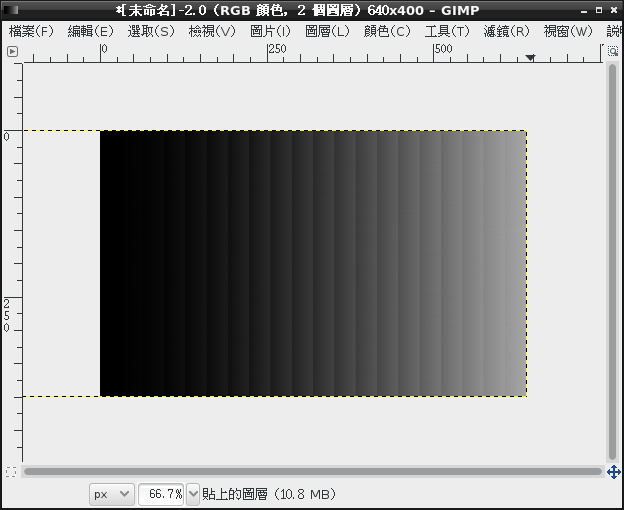 *[未命名]-2.0 (RGB 顏色, 2 個圖層) 640x400 – GIMP
檔案(F) 編輯(E) 選取(S) 檢視(V) 圖片(I) 圖層(L) 顏色(C) 工具(T) 濾鏡(R) 視窗(W)
0 250 500
0
250
px 66.7% 貼上的圖層 (10.8 MB)